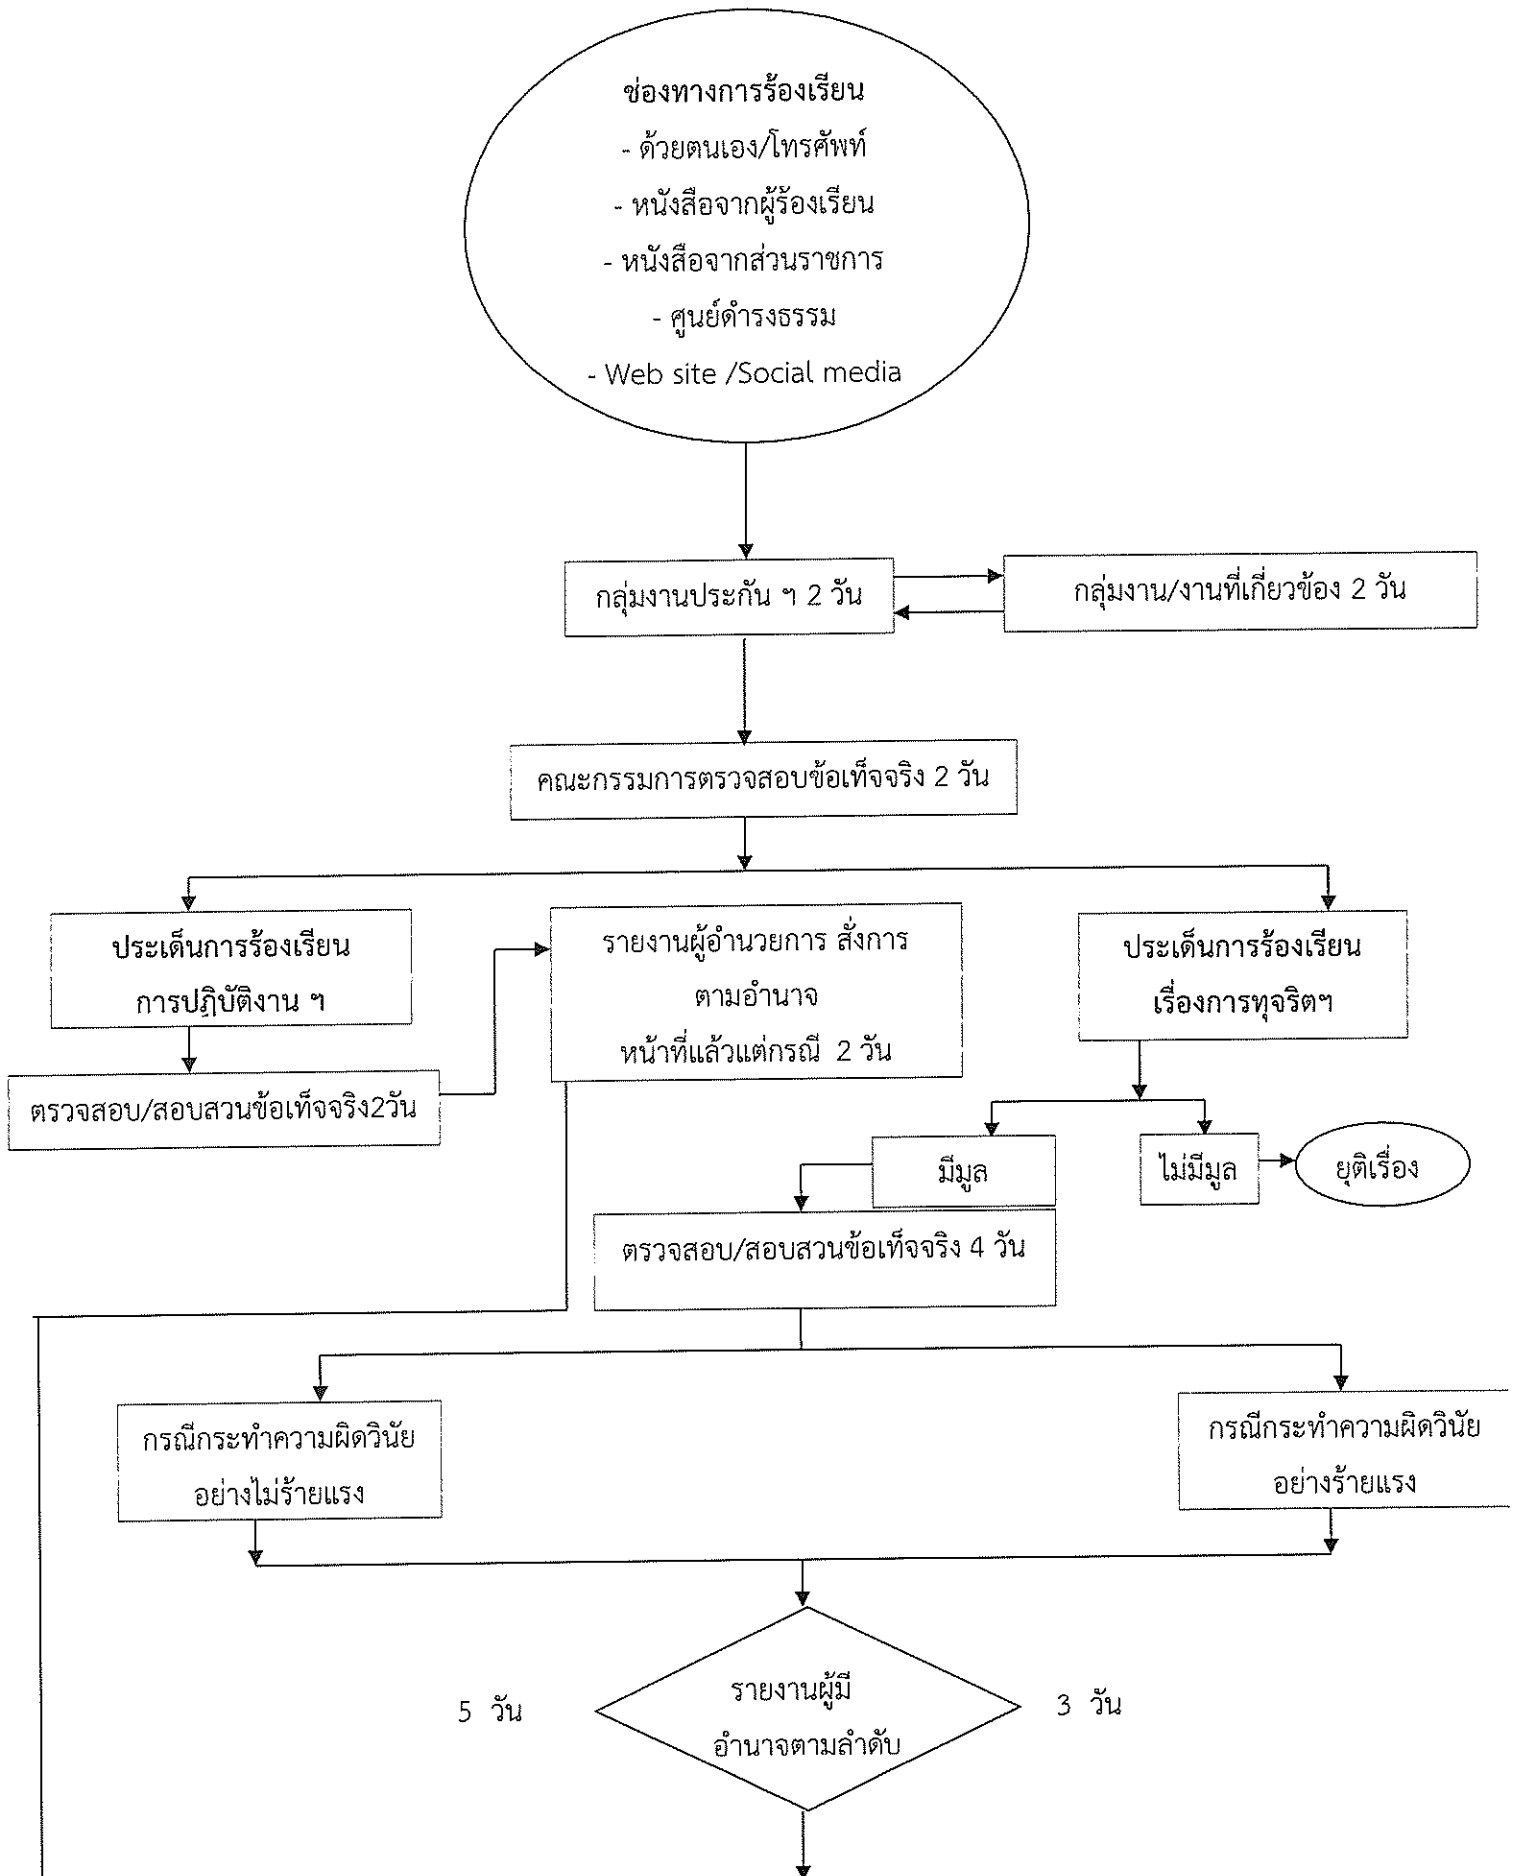 ช่องทางการร้องเรียน
- ด้วยตนเอง/โทรศัพท์
- หนังสือจากผู้ร้องเรียน
- หนังสือจากส่วนราชการ
- ศูนย์ดำรงธรรม
- Web site /Social media
กลุ่มงานประกัน ฯ 2 วัน
กลุ่มงาน/งานที่เกี่ยวข้อง 2 วัน
คณะกรรมการตรวจสอบข้อเท็จจริง 2 วัน
ประเด็นการร้องเรียน
การปฏิบัติงาน ฯ
รายงานผู้อำนวยการ สั่งการ
ตามอำนาจ
หน้าที่แล้วแต่กรณี 2 วัน
ประเด็นการร้องเรียน
เรื่องการทุจริตฯ
ตรวจสอบ/สอบสวนข้อเท็จจริง2วัน
มีมูล
ไม่มีมูล
ยุติเรื่อง
ตรวจสอบ/สอบสวนข้อเท็จจริง 4 วัน
กรณีกระทำความผิดวินัย
อย่างไม่ร้ายแรง
กรณีกระทำความผิดวินัย
อย่างร้ายแรง
5 วัน
รายงานผู้มี
อำนาจตามลำดับ
3 วัน